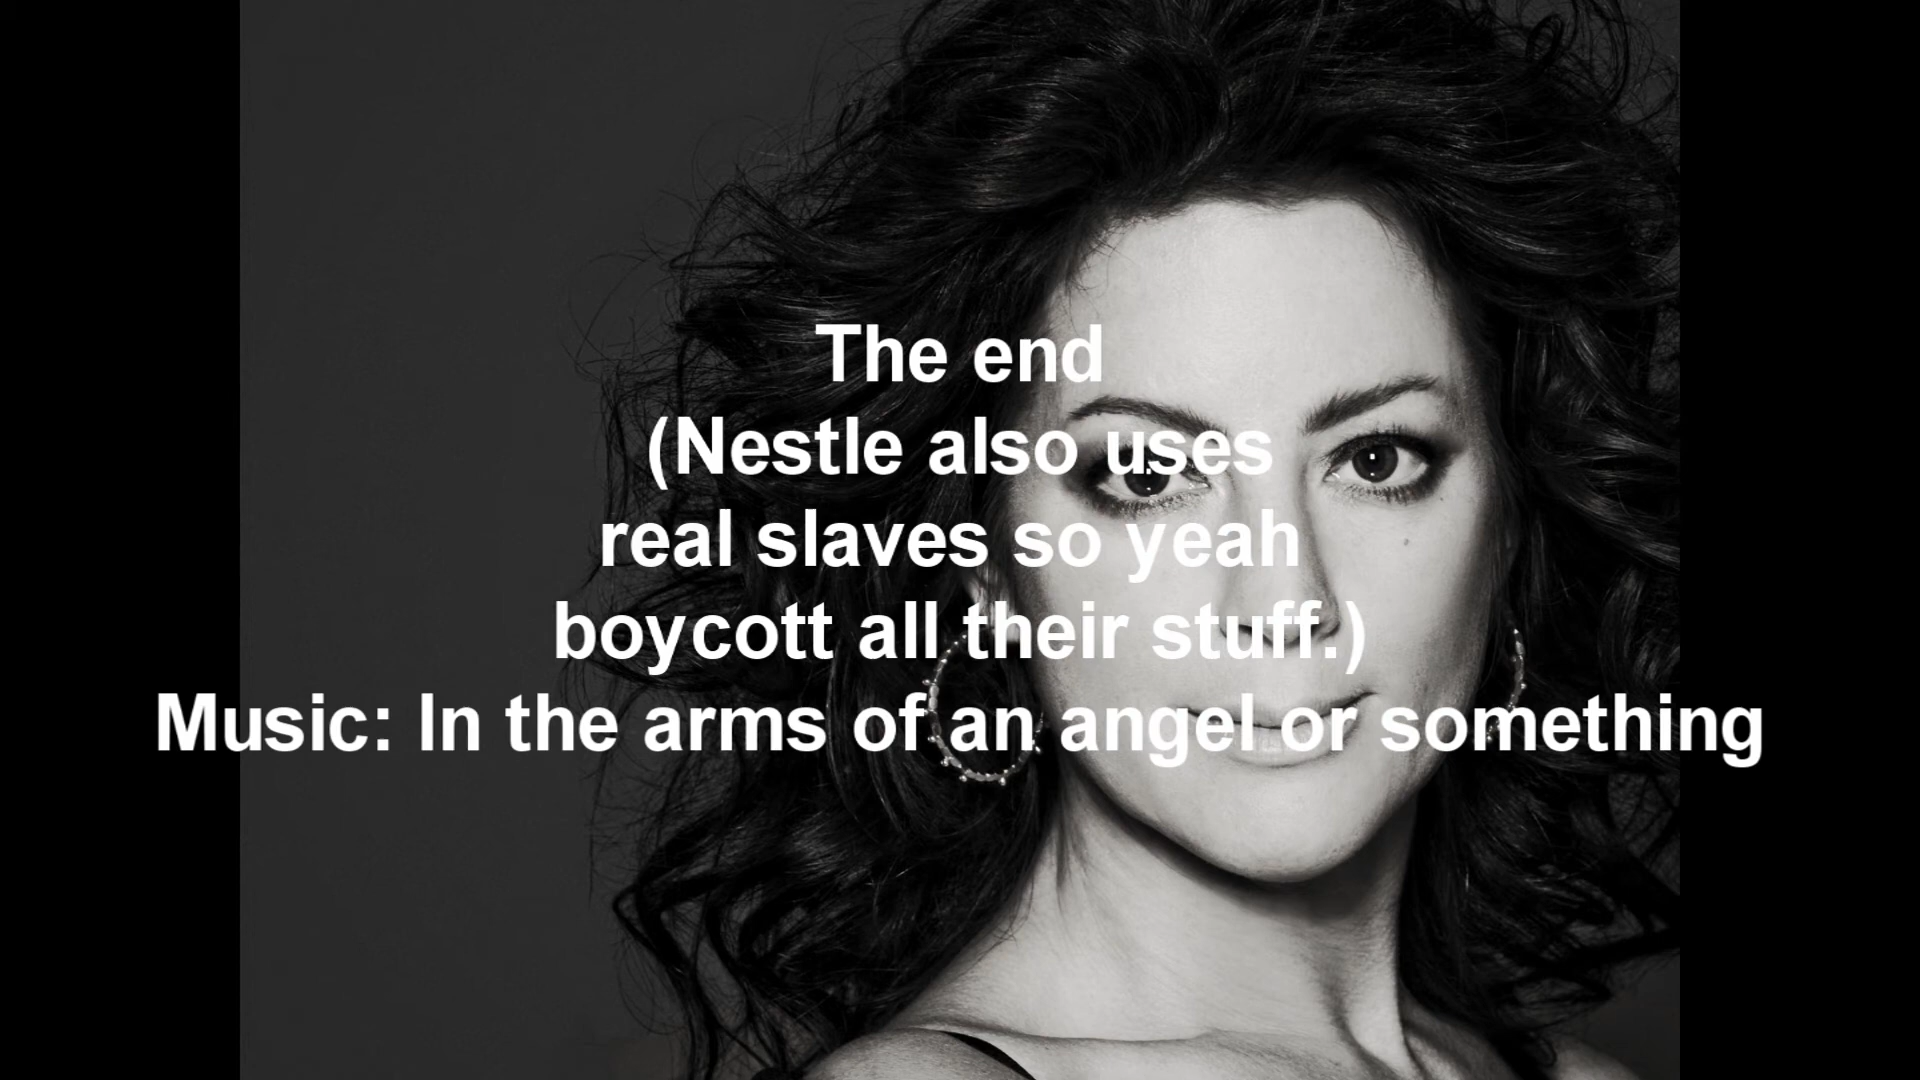 The end
(Nestle also uses
real slaves so yeah
boycott all their stuff.)
Music: In the arms of an angel or something